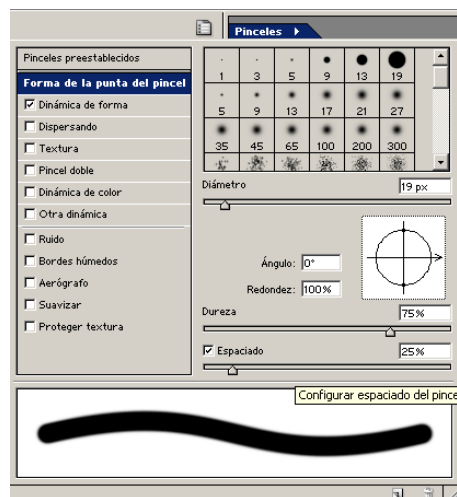 Pinceles
Pinceles preestablecidos
Forma de la punta del pincel
Dinámica de forma
Dispersando
Textura
Pincel doble
Dinámica de color
Otra dinámica
Ruido
Bordes húmedos
Aerógrafo
Suavizar
Proteger textura
1 3 5 9 13 19
5 9 13 17 21 27
35 45 65 100 200 300
Diámetro 19 px
Ángulo: 0°
Redondez: 100%
Dureza 75%
Espaciado 25%
Configurar espaciado del pince